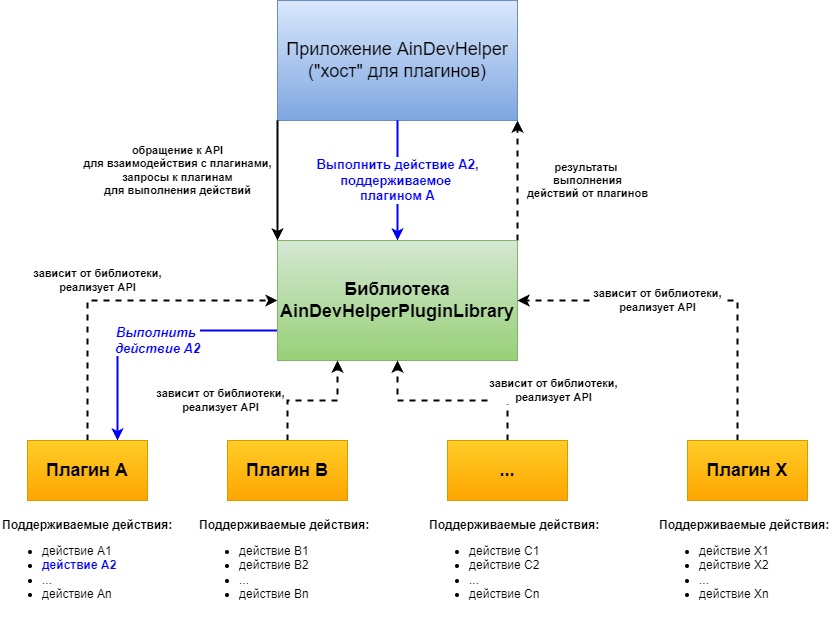 Приложение AinDevHelper
("хост" для плагинов)
обращение к API
для взаимодействия с плагинами,
запросы к плагинам
для выполнения действий
Выполнить действие A2,
поддерживаемое
плагином A
результаты
выполнения
действий от плагинов
Библиотека
AinDevHelperPluginLibrary
зависит от библиотеки,
реализует API
зависит от библиотеки,
реализует API
Выполнить
действие A2
зависит от библиотеки,
реализует API
зависит от библиотеки,
реализует API
Плагин A
Плагин B
...
Плагин X
Поддерживаемые действия:
действие A1
действие A2
...
действие An
Поддерживаемые действия:
действие B1
действие B2
...
действие Bn
Поддерживаемые действия:
действие C1
действие C2
...
действие Cn
Поддерживаемые действия:
действие X1
действие X2
...
действие Xn